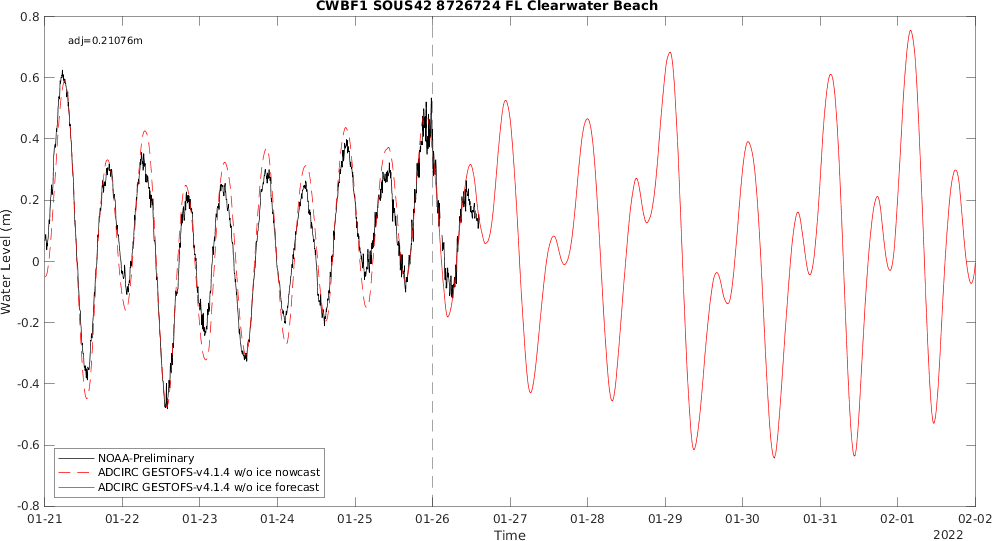 CWBF1 SOUS42 8726724 FL Clearwater Beach
adj=0.21076m
0.8
0.6
0.4
0.2
0
-0.2
-0.4
-0.6
-0.8
Water Level (m)
NOAA-Preliminary
ADCIRC GESTOFS-v4.1.4 w/o ice nowcast
ADCIRC GESTOFS-v4.1.4 w/o ice forecast
01-21 01-22 01-23 01-24 01-25 01-26 01-27 01-28 01-29 01-30 01-31 02-01 02-02
Time
2022